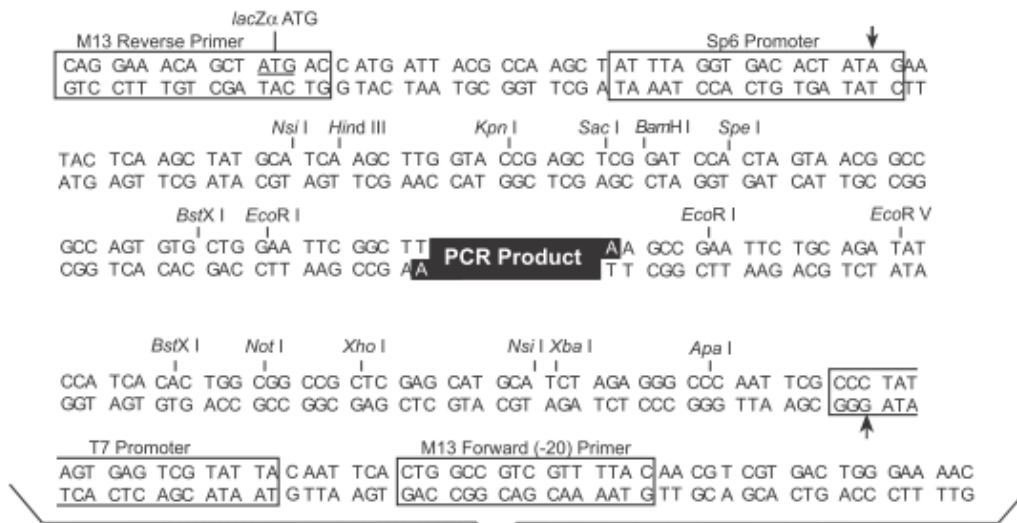 lacZα ATG
M13 Reverse Primer Sp6 Promoter
CAG GAA ACA GCT ATG AC C ATG ATT ACG CCA AGC T AT TTA GGT GAC ACT ATA G AA
GTC CTT TGT CGA TAC TG G TAC TAA TGC GGT TCG A TA AAT CCA CTG TGA TAT C TT
Nsi I Hind III Kpn I Sac I BamH I Spe I
TAC TCA AGC TAT GCA TCA AGC TTG GTA CCG AGC TCG GAT CCA CTA GTA ACG GCC
ATG AGT TCG ATA CGT AGT TCG AAC CAT GGC TCG AGC CTA GGT GAT CAT TGC CGG
BstX I EcoR I EcoR I EcoR V
GCC AGT GTG CTG GAA TTC GGC TT PCR Product A A GCC GAA TTC TGC AGA TAT
CGG TCA CAC GAC CTT AAG CCG A A T T CGG CTT AAG ACG TCT ATA
BstX I Not I Xho I Nsi I Xba I Apa I
CCA TCA CAC TGG CGG CCG CTC GAG CAT GCA TCT AGA GGG CCC AAT TCG CCC TAT
GGT AGT GTG ACC GCC GGC GAG CTC GTA CGT AGA TCT CCC GGG TTA AGC GGG ATA
T7 Promoter M13 Forward (-20) Primer
AGT GAG TCG TAT TA C AAT TCA CTG GCC GTC GTT TTA C AA CGT CGT GAC TGG GAA AAC
TCA CTC AGC ATA AT G TTA AGT GAC CGG CAG CAA AAT G TT GCA GCA CTG ACC CTT TTG